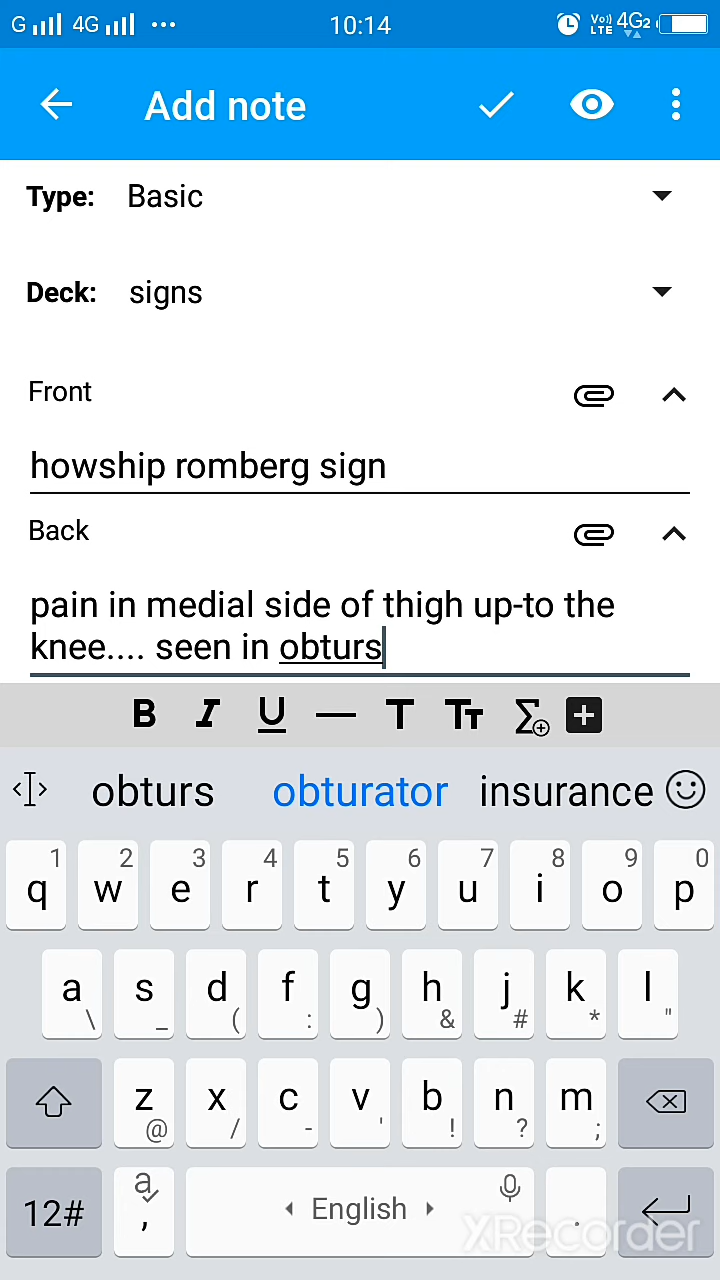 G 4G ... 10:14 Vo)) LTE 4G2
Add note
Type: Basic
Deck: signs
Front
howship romberg sign
Back
pain in medial side of thigh up-to the
knee.... seen in obturs
B I U — T TT Σ
obturs obturator insurance
1 2 3 4 5 6 7 8 9 0
q w e r t y u i o p
a s d f g h j k l
\ _ ( : ) & # * "
z x c v b n m
@ / - ' ! ? ;
12# a , English .
XRecorder